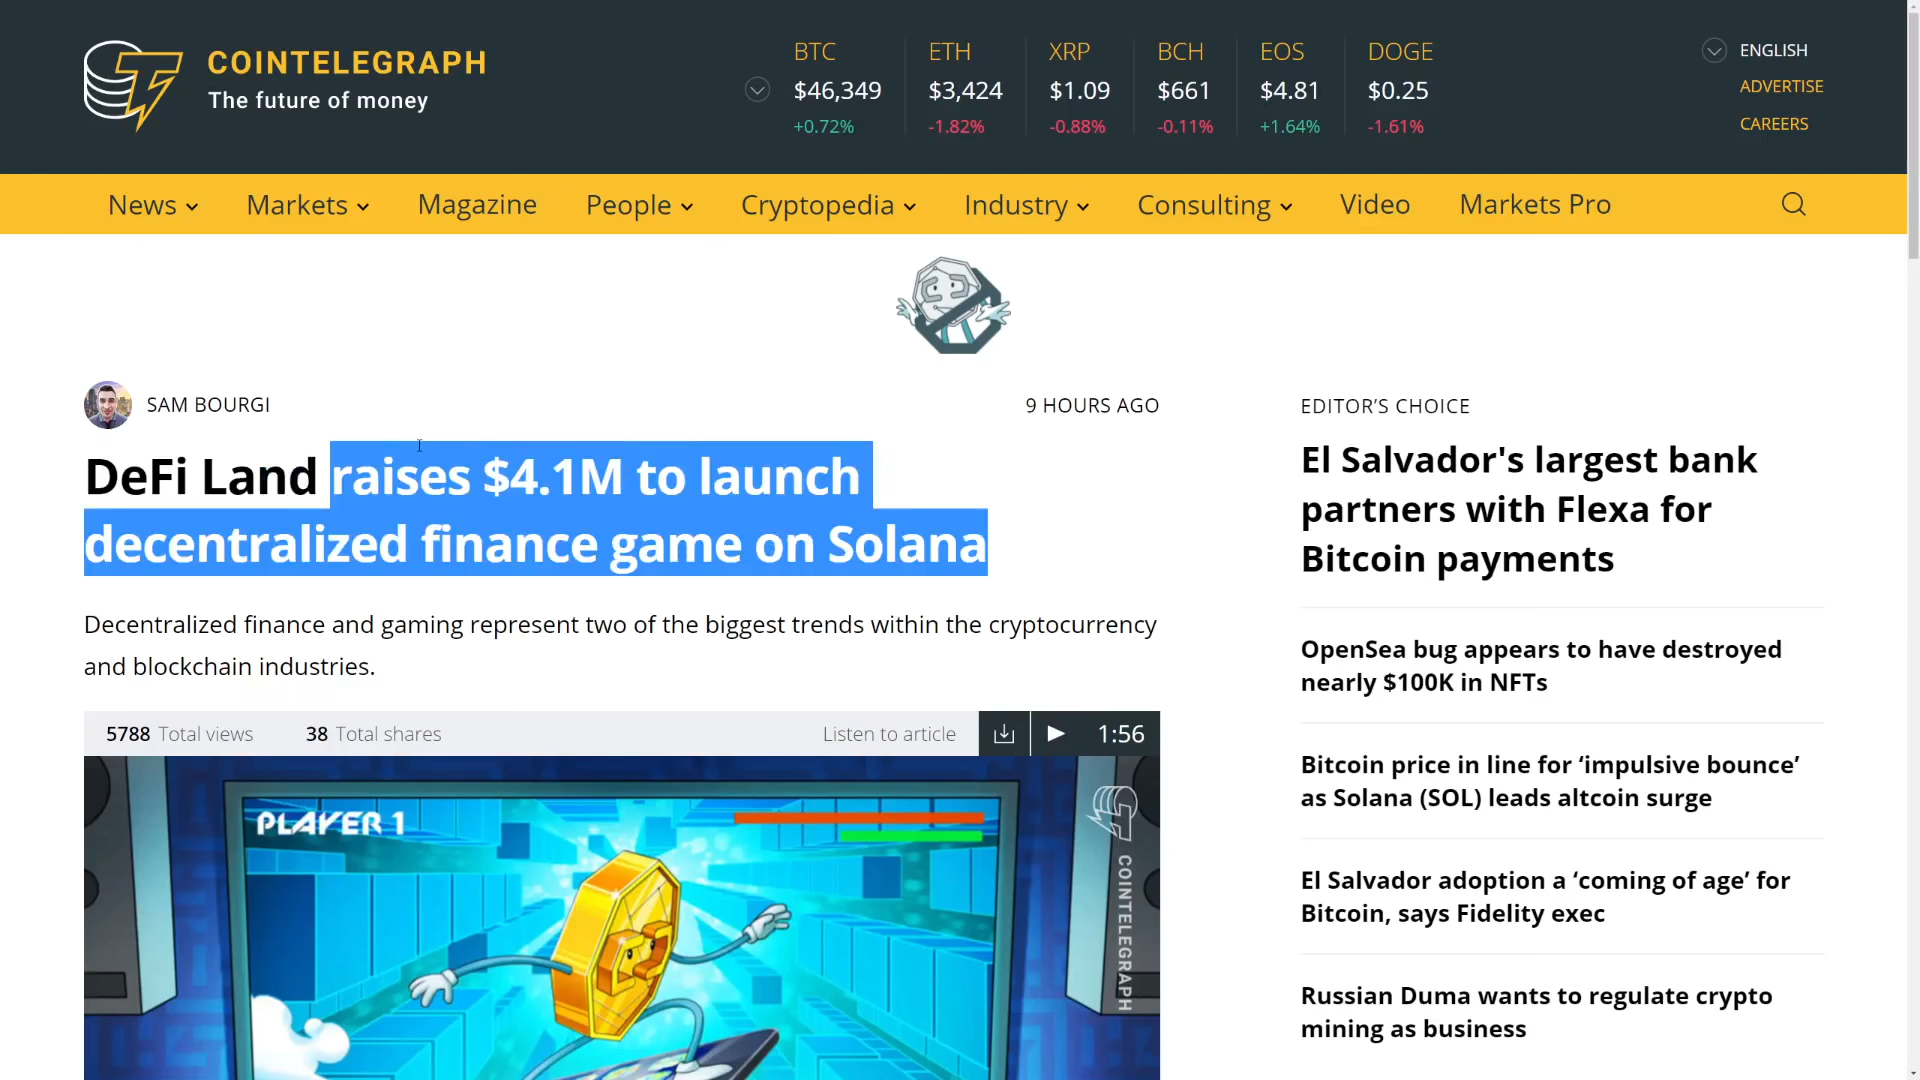 COINTELEGRAPH
The future of money
BTC
$46,349
+0.72%
ETH
$3,424
-1.82%
XRP
$1.09
-0.88%
BCH
$661
-0.11%
EOS
$4.81
+1.64%
DOGE
$0.25
-1.61%
ENGLISH
ADVERTISE
CAREERS
News
Markets
Magazine
People
Cryptopedia
Industry
Consulting
Video
Markets Pro
SAM BOURGI
9 HOURS AGO
DeFi Land raises $4.1M to launch
decentralized finance game on Solana
Decentralized finance and gaming represent two of the biggest trends within the cryptocurrency
and blockchain industries.
5788 Total views
38 Total shares
Listen to article
1:56
PLAYER 1
COINTELEGRAPH
EDITOR’S CHOICE
El Salvador's largest bank
partners with Flexa for
Bitcoin payments
OpenSea bug appears to have destroyed
nearly $100K in NFTs
Bitcoin price in line for ‘impulsive bounce’
as Solana (SOL) leads altcoin surge
El Salvador adoption a ‘coming of age’ for
Bitcoin, says Fidelity exec
Russian Duma wants to regulate crypto
mining as business